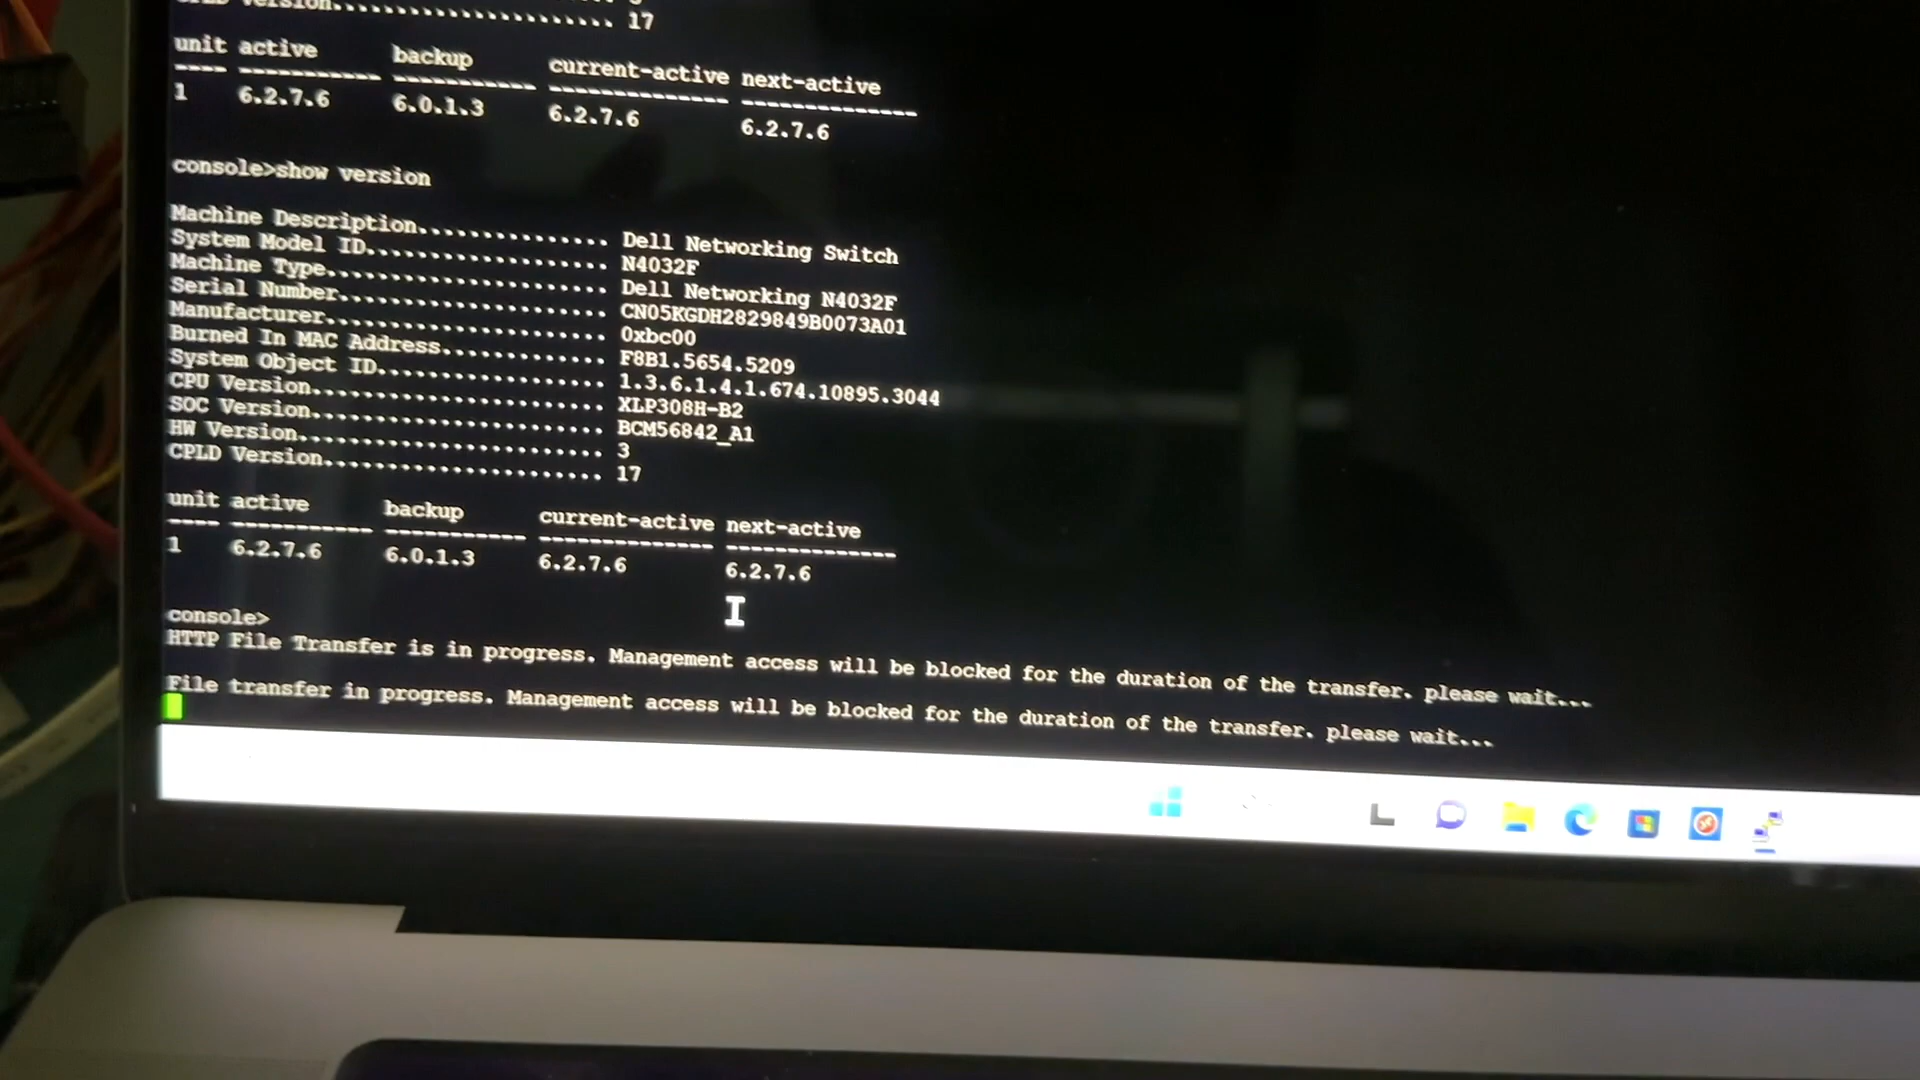 CPLD Version...................... 17
unit active backup current-active next-active
---- ----------- ----------- -------------- --------------
1 6.2.7.6 6.0.1.3 6.2.7.6 6.2.7.6
console>show version
Machine Description............... Dell Networking Switch
System Model ID................... N4032F
Machine Type...................... Dell Networking N4032F
Serial Number..................... CN05KGDH2829849B0073A01
Manufacturer...................... 0xbc00
Burned In MAC Address............. F8B1.5654.5209
System Object ID.................. 1.3.6.1.4.1.674.10895.3044
CPU Version....................... XLP308H-B2
SOC Version....................... BCM56842_A1
HW Version........................ 3
CPLD Version...................... 17
unit active backup current-active next-active
---- ----------- ----------- -------------- --------------
1 6.2.7.6 6.0.1.3 6.2.7.6 6.2.7.6
console>
HTTP File Transfer is in progress. Management access will be blocked for the duration of the transfer. please wait...
File transfer in progress. Management access will be blocked for the duration of the transfer. please wait...